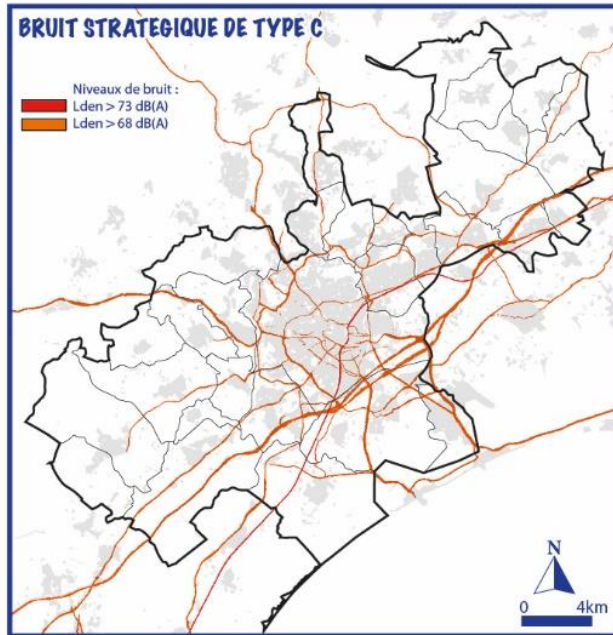 BRUIT STRATEGIQUE DE TYPE C
Niveaux de bruit :
Lden > 73 dB(A)
Lden > 68 dB(A)
N
0 4km